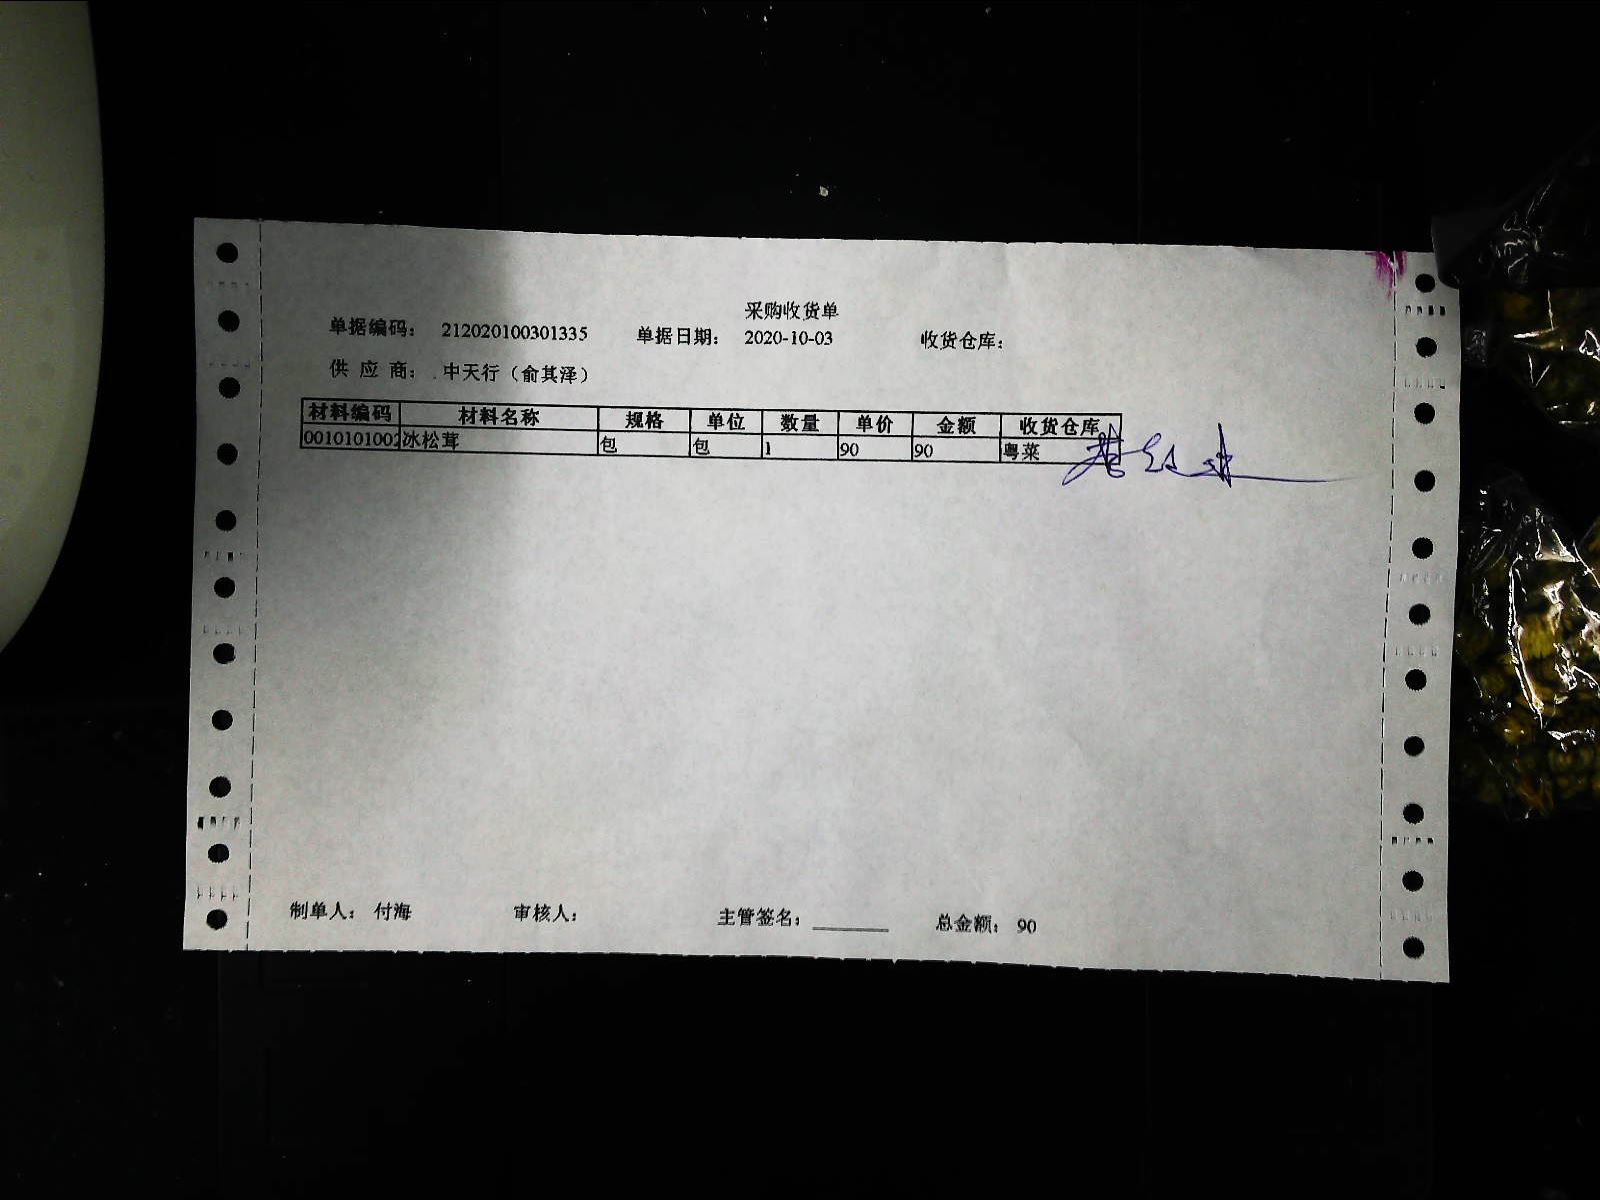 采购收货单
单据编码： 212020100301335 单据日期： 2020-10-03 收货仓库：
供 应 商： . 中天行（俞其泽）
材料编码 材料名称 规格 单位 数量 单价 金额 收货仓库
0010101002 冰松茸 包 包 1 90 90 粤菜
制单人： 付海 审核人： 主管签名： ________ 总金额： 90